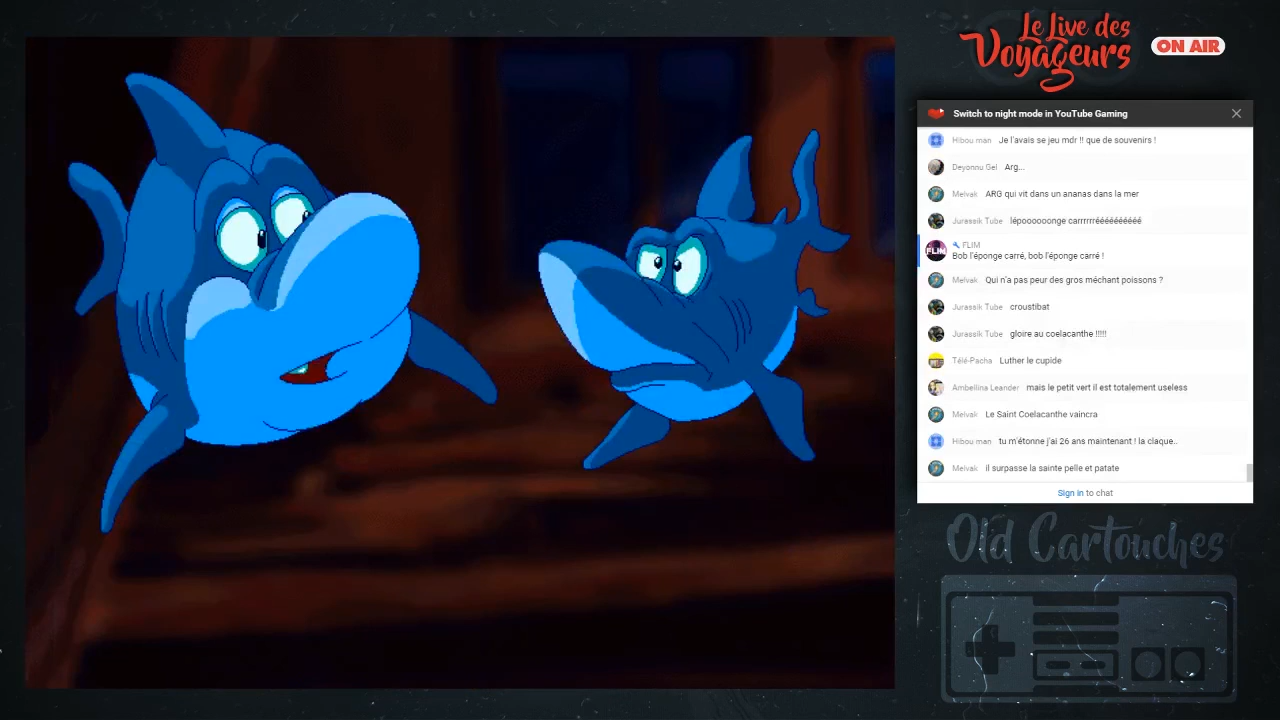 Le Live des
Voyageurs
ON AIR
Switch to night mode in YouTube Gaming
Hibou man Je l'avais se jeu mdr !! que de souvenirs !
Deyonnu Gel Arg...
Melvak ARG qui vit dans un ananas dans la mer
Jurassik Tube lépoooooonge carrrrrréééééééééé
FLIM
FLIM
Bob l'éponge carré, bob l'éponge carré !
Melvak Qui n'a pas peur des gros méchant poissons ?
Jurassik Tube croustibat
Jurassik Tube gloire au coelacanthe !!!!!
Télé-Pacha Luther le cupide
Ambellina Leander mais le petit vert il est totalement useless
Melvak Le Saint Coelacanthe vaincra
Hibou man tu m'étonne j'ai 26 ans maintenant ! la claque..
Melvak il surpasse la sainte pelle et patate
Sign in to chat
Old Cartouches